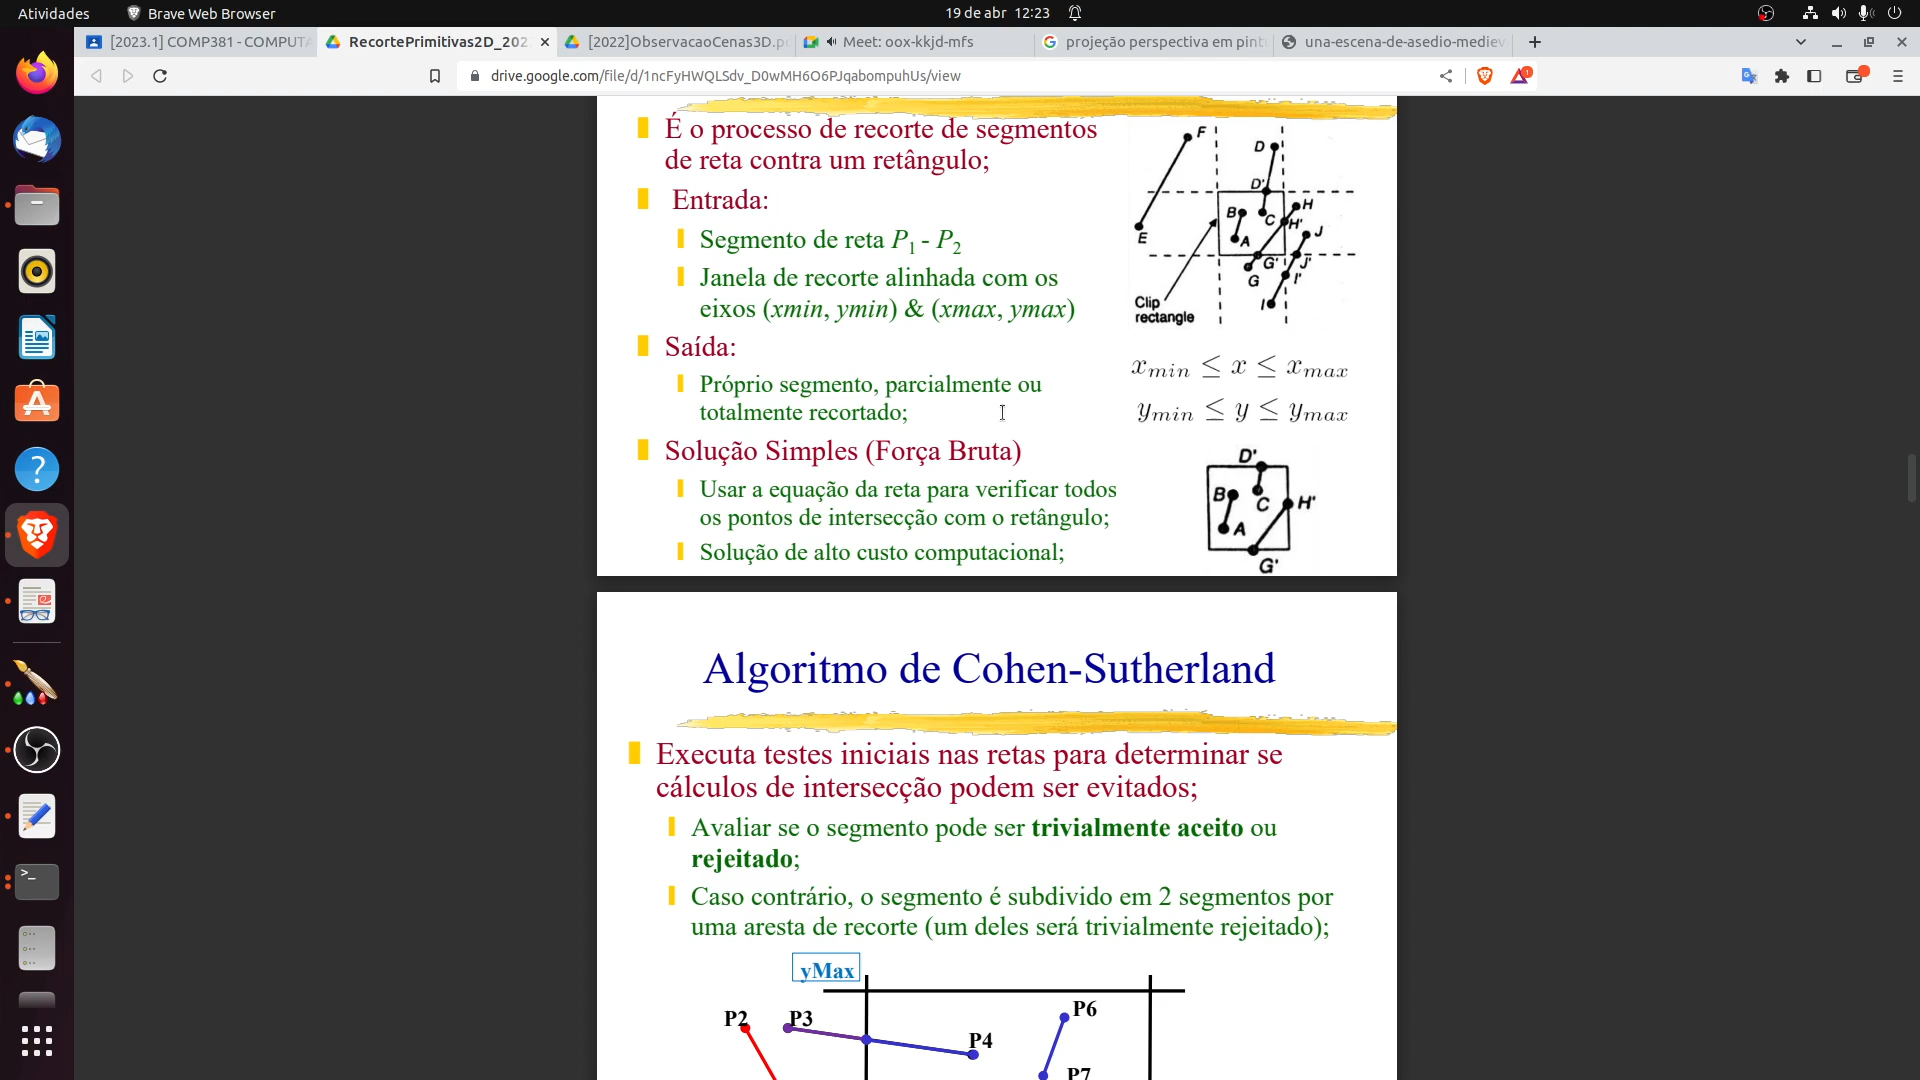 Atividades
Brave Web Browser
19 de abr 12:23
[2023.1] COMP381 - COMPUTA
RecortePrimitivas2D_202
[2022]ObservacaoCenas3D.p
Meet: oox-kkjd-mfs
projeção perspectiva em pint
una-escena-de-asedio-mediev
drive.google.com/file/d/1ncFyHWQLSdv_D0wMH6O6PJqabompuhUs/view
1
É o processo de recorte de segmentos
de reta contra um retângulo;
Entrada:
Segmento de reta P1 - P2
Janela de recorte alinhada com os
eixos (xmin, ymin) & (xmax, ymax)
Saída:
Próprio segmento, parcialmente ou
totalmente recortado;
Solução Simples (Força Bruta)
Usar a equação da reta para verificar todos
os pontos de intersecção com o retângulo;
Solução de alto custo computacional;
F
D
D'
B
C
H
H'
A
J
E
G'
J'
G
I'
I
Clip
rectangle
xmin ≤ x ≤ xmax
ymin ≤ y ≤ ymax
D'
B
C
H'
A
G'
Algoritmo de Cohen-Sutherland
Executa testes iniciais nas retas para determinar se
cálculos de intersecção podem ser evitados;
Avaliar se o segmento pode ser trivialmente aceito ou
rejeitado;
Caso contrário, o segmento é subdivido em 2 segmentos por
uma aresta de recorte (um deles será trivialmente rejeitado);
yMax
P2
P3
P4
P6
P7